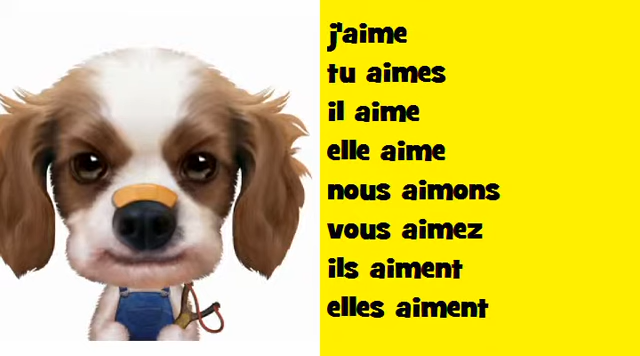 j'aime
tu aimes
il aime
elle aime
nous aimons
vous aimez
ils aiment
elles aiment